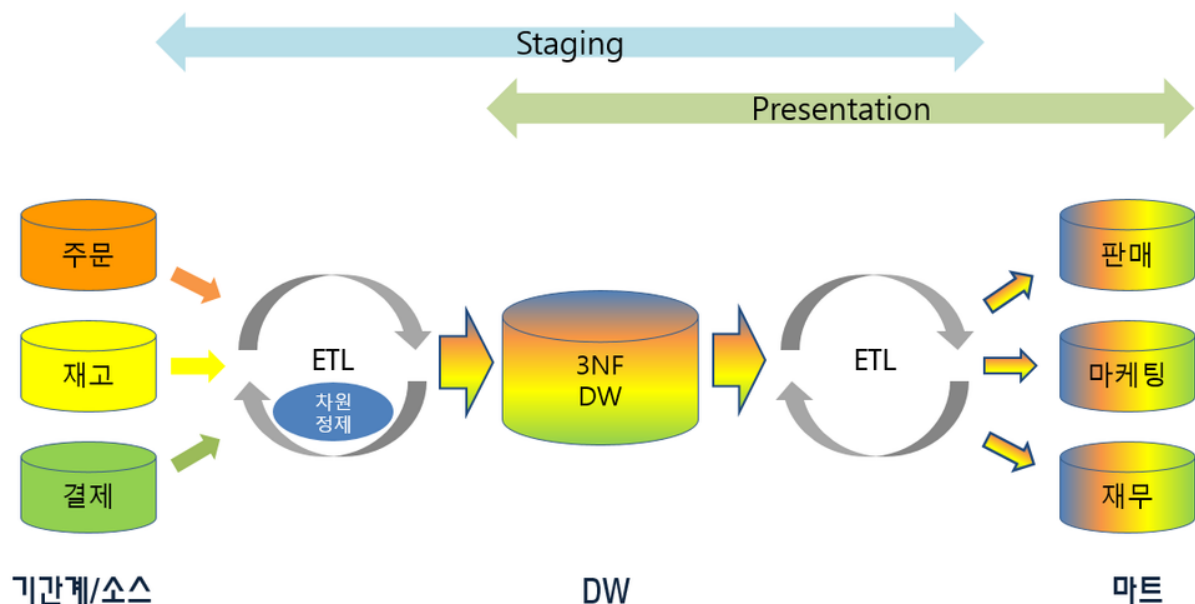 Staging
Presentation
주문
재고
결제
ETL
차원
정제
3NF
DW
ETL
판매
마케팅
재무
기간계/소스
DW
마트